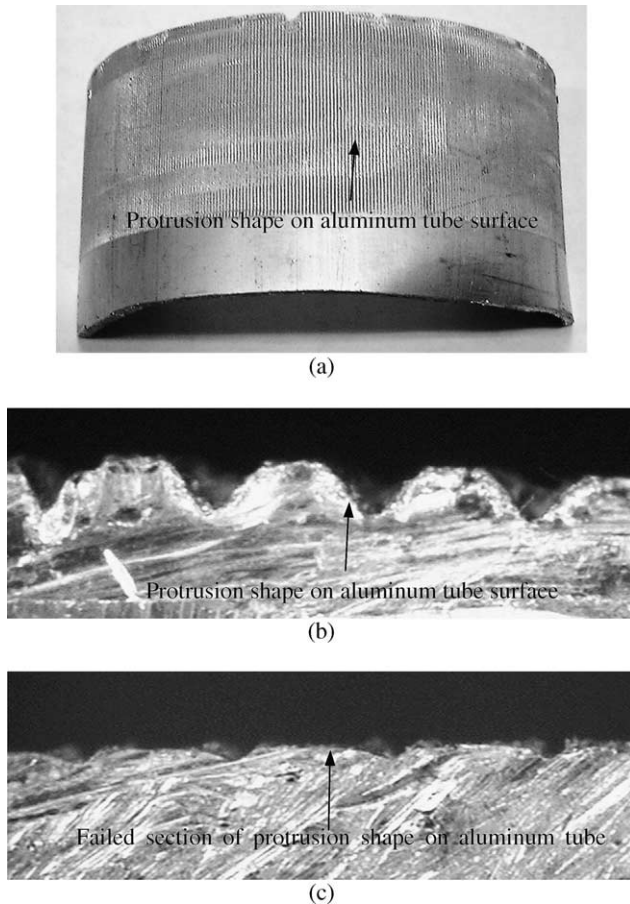 Protrusion shape on aluminum tube surface
(a)
Protrusion shape on aluminum tube surface
(b)
Failed section of protrusion shape on aluminum tube
(c)